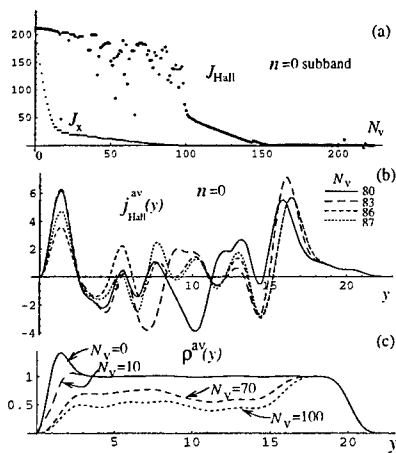 (a)
200
150
100
50
J_Hall
n=0 subband
J_x
0 50 100 150 200
N_v
(b)
j^av_Hall(y)
n=0
N_v
80
83
86
87
6
4
2
0
-2
-4
5 10 15 20
y
(c)
N_v=0
N_v=10
ρ^av(y)
1
0.5
N_v=70
N_v=100
5 10 15 20
y